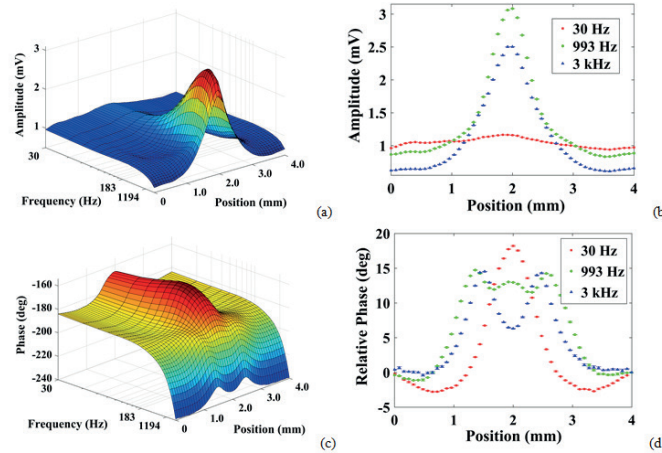 3
2
1
Amplitude (mV)
30
183
1194
Frequency (Hz)
0
1.0
2.0
3.0
4.0
Position (mm)
(a)
3
2.5
2
1.5
1
Amplitude (mV)
30 Hz
993 Hz
3 kHz
0
1
2
3
4
Position (mm)
(b)
-160
-180
-200
-220
-240
Phase (deg)
30
183
1194
Frequency (Hz)
0
1.0
2.0
3.0
4.0
Position (mm)
(c)
20
15
10
5
0
-5
Relative Phase (deg)
30 Hz
993 Hz
3 kHz
0
1
2
3
4
Position (mm)
(d